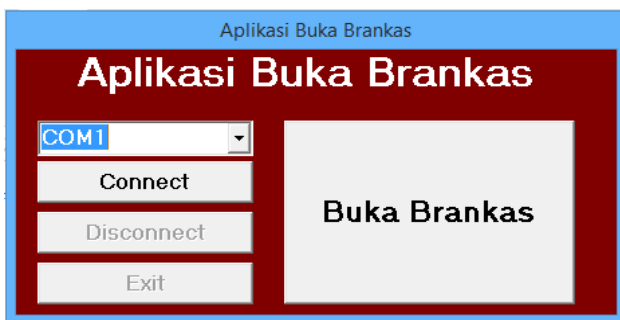 Aplikasi Buka Brankas
Aplikasi Buka Brankas
COM1
Connect
Disconnect
Exit
Buka Brankas